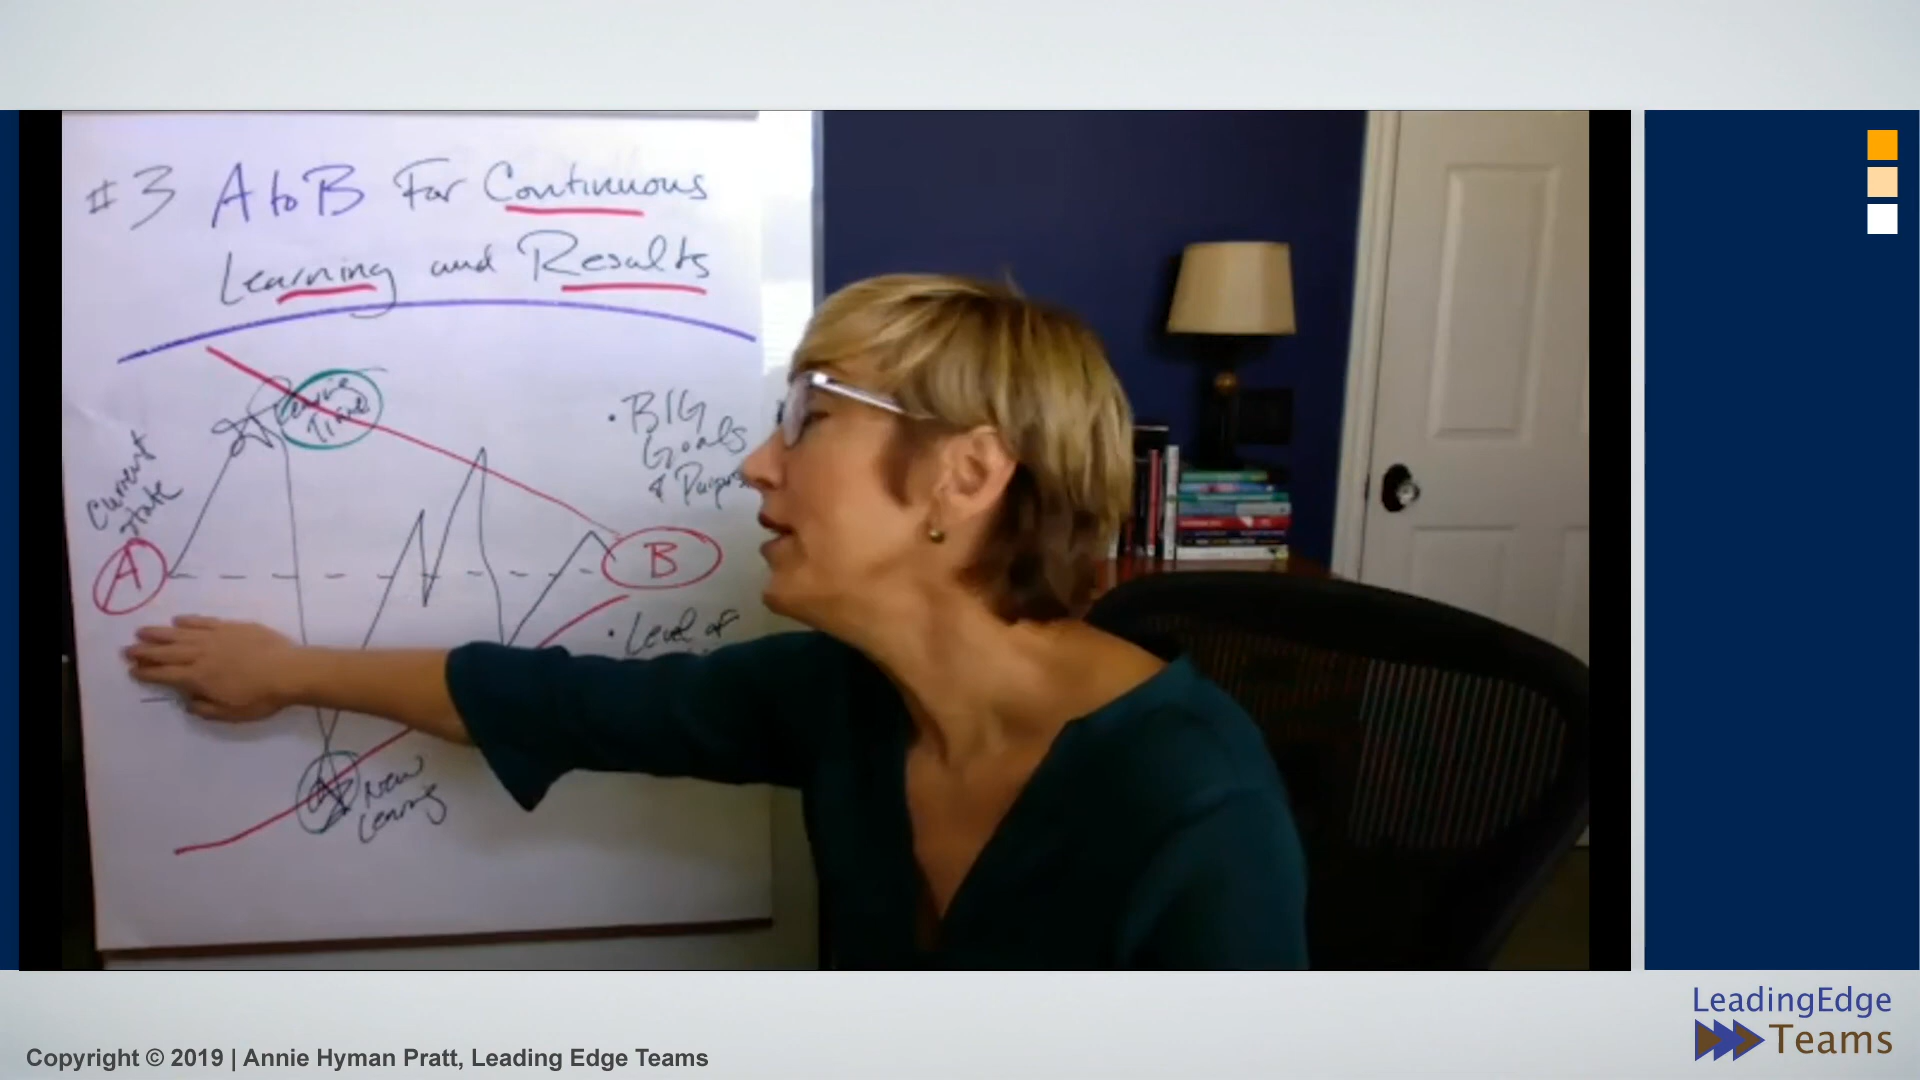 #3 A to B For Continuous
Learning and Results
Time
Current
State
• BIG
Goals
&
A
B
• Level of
New
Learning
LeadingEdge
Teams
Copyright © 2019 | Annie Hyman Pratt, Leading Edge Teams